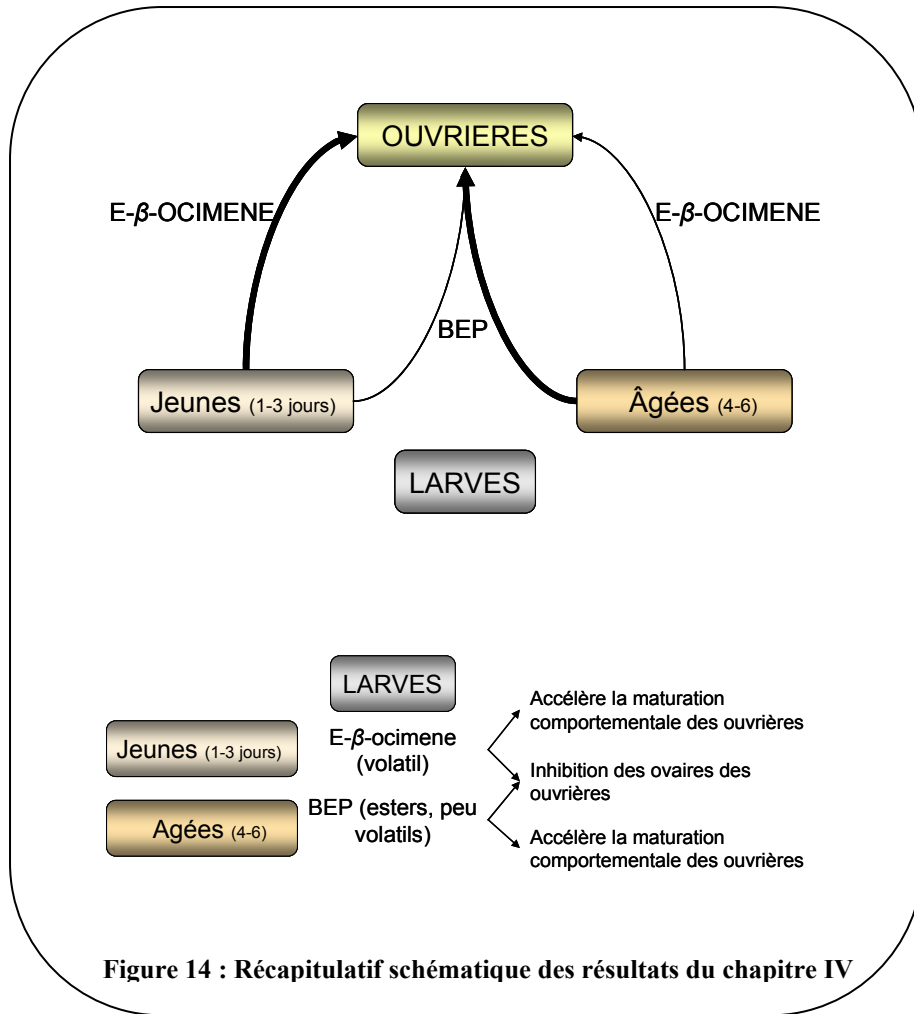 OUVRIERES
E-β-OCIMENE
E-β-OCIMENE
BEP
Jeunes (1-3 jours)
Âgées (4-6)
LARVES
LARVES
Jeunes (1-3 jours)
E-β-ocimene
(volatil)
Agées (4-6)
BEP (esters, peu
volatils)
Accélère la maturation
comportementale des ouvrières
Inhibition des ovaires des
ouvrières
Accélère la maturation
comportementale des ouvrières
Figure 14 : Récapitulatif schématique des résultats du chapitre IV